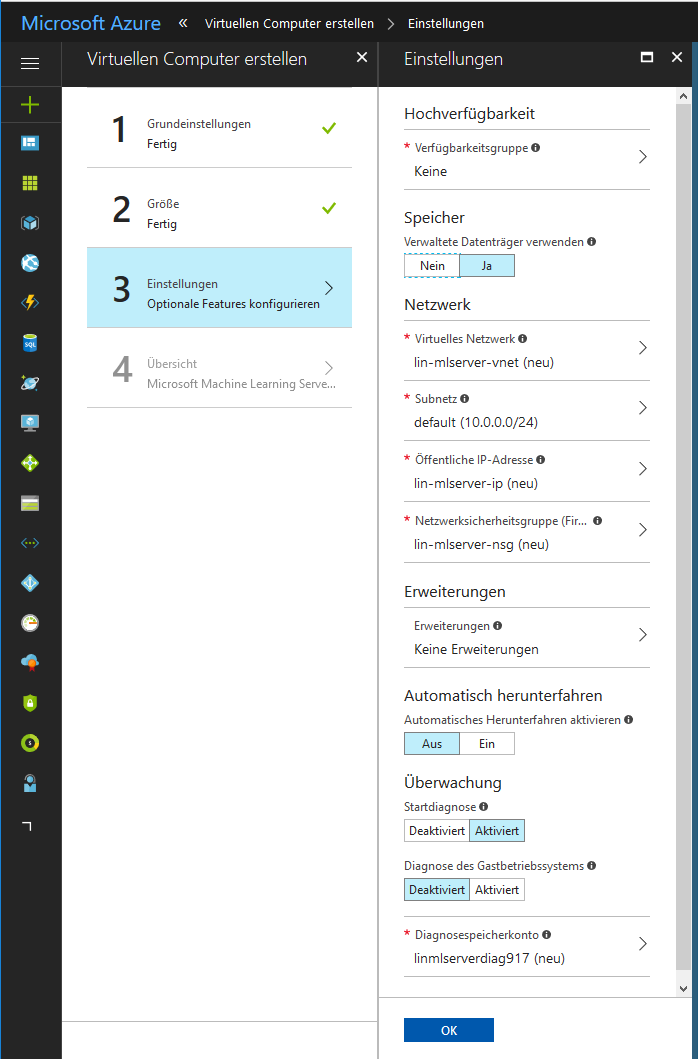 Microsoft Azure « Virtuellen Computer erstellen > Einstellungen
Virtuellen Computer erstellen
1
Grundeinstellungen
Fertig
2
Größe
Fertig
3
Einstellungen
Optionale Features konfigurieren
4
Übersicht
Microsoft Machine Learning Serve...
Einstellungen
Hochverfügbarkeit
* Verfügbarkeitsgruppe
Keine
Speicher
Verwaltete Datenträger verwenden
Nein Ja
Netzwerk
* Virtuelles Netzwerk
lin-mlserver-vnet (neu)
* Subnetz
default (10.0.0.0/24)
* Öffentliche IP-Adresse
lin-mlserver-ip (neu)
* Netzwerksicherheitsgruppe (Fir...
lin-mlserver-nsg (neu)
Erweiterungen
Erweiterungen
Keine Erweiterungen
Automatisch herunterfahren
Automatisches Herunterfahren aktivieren
Aus Ein
Überwachung
Startdiagnose
Deaktiviert Aktiviert
Diagnose des Gastbetriebssystems
Deaktiviert Aktiviert
* Diagnosespeicherkonto
linmlserverdiag917 (neu)
OK
SQL